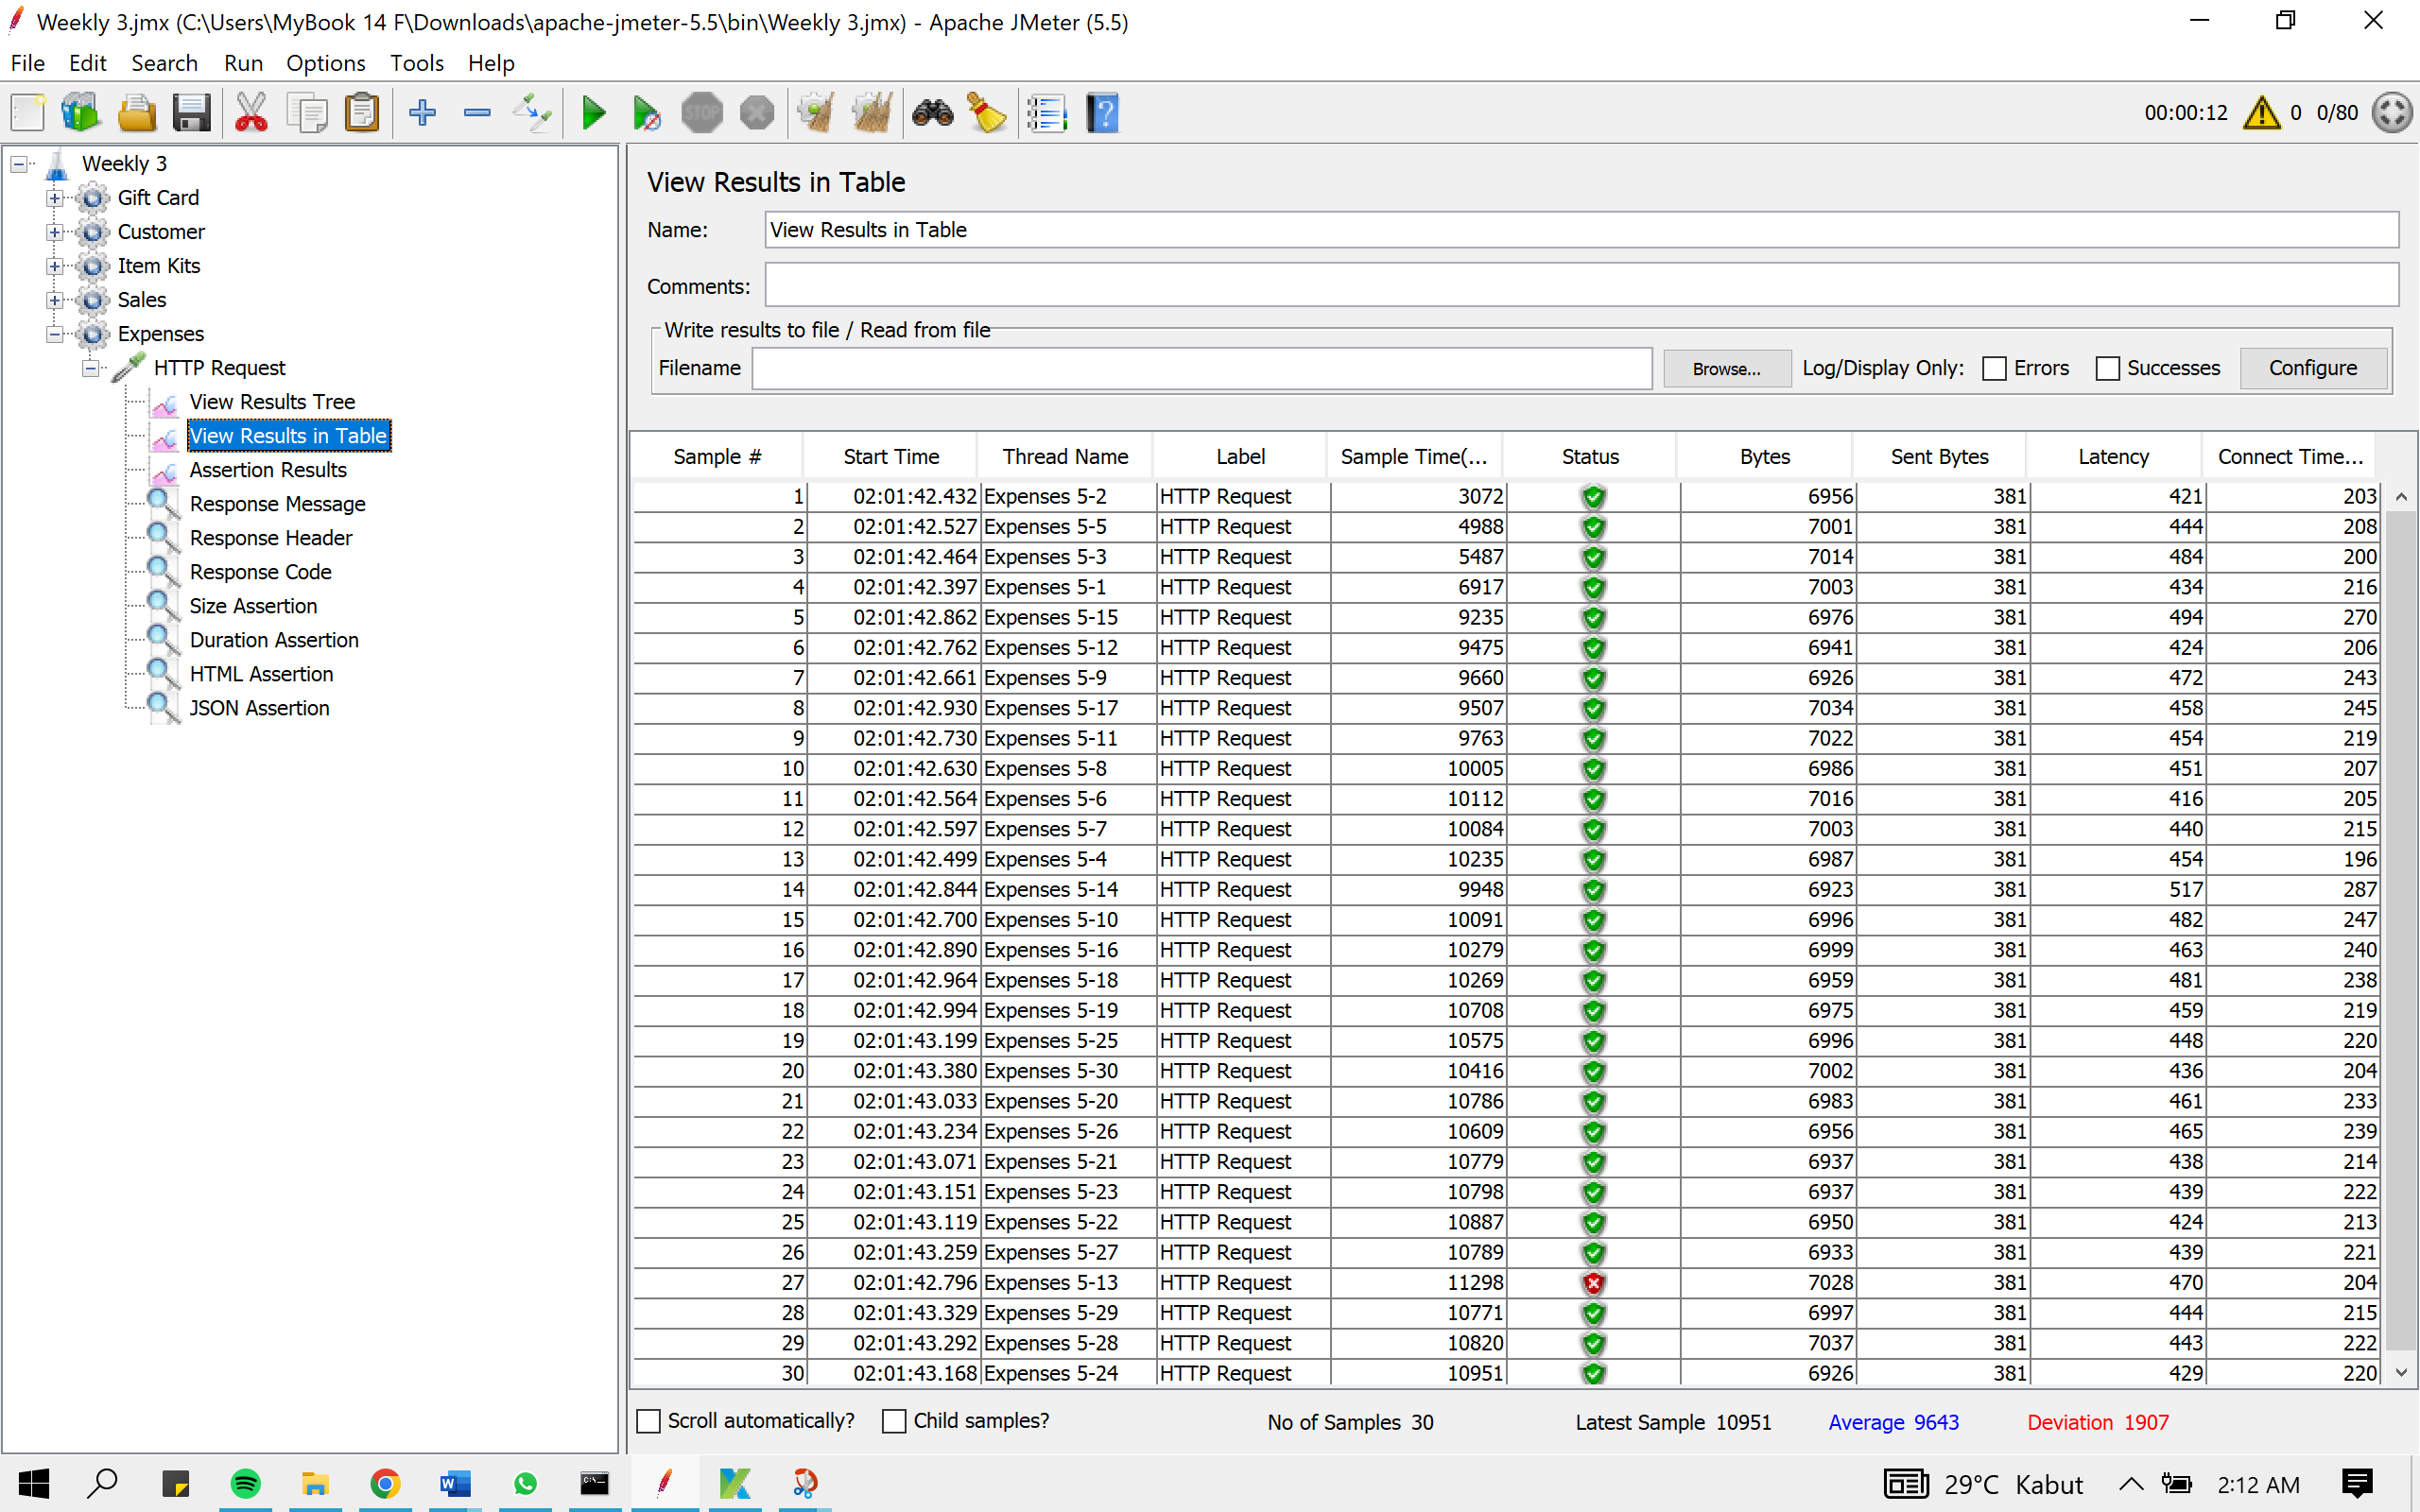 Weekly 3.jmx (C:\Users\MyBook 14 F\Downloads\apache-jmeter-5.5\bin\Weekly 3.jmx) - Apache JMeter (5.5)
File Edit Search Run Options Tools Help
STOP
00:00:12 0 0/80
Weekly 3
Gift Card
Customer
Item Kits
Sales
Expenses
HTTP Request
View Results Tree
View Results in Table
Assertion Results
Response Message
Response Header
Response Code
Size Assertion
Duration Assertion
HTML Assertion
JSON Assertion
View Results in Table
Name: View Results in Table
Comments:
Write results to file / Read from file
Filename Browse... Log/Display Only: Errors Successes Configure
Sample # Start Time Thread Name Label Sample Time(... Status Bytes Sent Bytes Latency Connect Time...
1 02:01:42.432 Expenses 5-2 HTTP Request 3072 6956 381 421 203
2 02:01:42.527 Expenses 5-5 HTTP Request 4988 7001 381 444 208
3 02:01:42.464 Expenses 5-3 HTTP Request 5487 7014 381 484 200
4 02:01:42.397 Expenses 5-1 HTTP Request 6917 7003 381 434 216
5 02:01:42.862 Expenses 5-15 HTTP Request 9235 6976 381 494 270
6 02:01:42.762 Expenses 5-12 HTTP Request 9475 6941 381 424 206
7 02:01:42.661 Expenses 5-9 HTTP Request 9660 6926 381 472 243
8 02:01:42.930 Expenses 5-17 HTTP Request 9507 7034 381 458 245
9 02:01:42.730 Expenses 5-11 HTTP Request 9763 7022 381 454 219
10 02:01:42.630 Expenses 5-8 HTTP Request 10005 6986 381 451 207
11 02:01:42.564 Expenses 5-6 HTTP Request 10112 7016 381 416 205
12 02:01:42.597 Expenses 5-7 HTTP Request 10084 7003 381 440 215
13 02:01:42.499 Expenses 5-4 HTTP Request 10235 6987 381 454 196
14 02:01:42.844 Expenses 5-14 HTTP Request 9948 6923 381 517 287
15 02:01:42.700 Expenses 5-10 HTTP Request 10091 6996 381 482 247
16 02:01:42.890 Expenses 5-16 HTTP Request 10279 6999 381 463 240
17 02:01:42.964 Expenses 5-18 HTTP Request 10269 6959 381 481 238
18 02:01:42.994 Expenses 5-19 HTTP Request 10708 6975 381 459 219
19 02:01:43.199 Expenses 5-25 HTTP Request 10575 6996 381 448 220
20 02:01:43.380 Expenses 5-30 HTTP Request 10416 7002 381 436 204
21 02:01:43.033 Expenses 5-20 HTTP Request 10786 6983 381 461 233
22 02:01:43.234 Expenses 5-26 HTTP Request 10609 6956 381 465 239
23 02:01:43.071 Expenses 5-21 HTTP Request 10779 6937 381 438 214
24 02:01:43.151 Expenses 5-23 HTTP Request 10798 6937 381 439 222
25 02:01:43.119 Expenses 5-22 HTTP Request 10887 6950 381 424 213
26 02:01:43.259 Expenses 5-27 HTTP Request 10789 6933 381 439 221
27 02:01:42.796 Expenses 5-13 HTTP Request 11298 7028 381 470 204
28 02:01:43.329 Expenses 5-29 HTTP Request 10771 6997 381 444 215
29 02:01:43.292 Expenses 5-28 HTTP Request 10820 7037 381 443 222
30 02:01:43.168 Expenses 5-24 HTTP Request 10951 6926 381 429 220
Scroll automatically? Child samples? No of Samples 30 Latest Sample 10951 Average 9643 Deviation 1907
29°C Kabut 2:12 AM